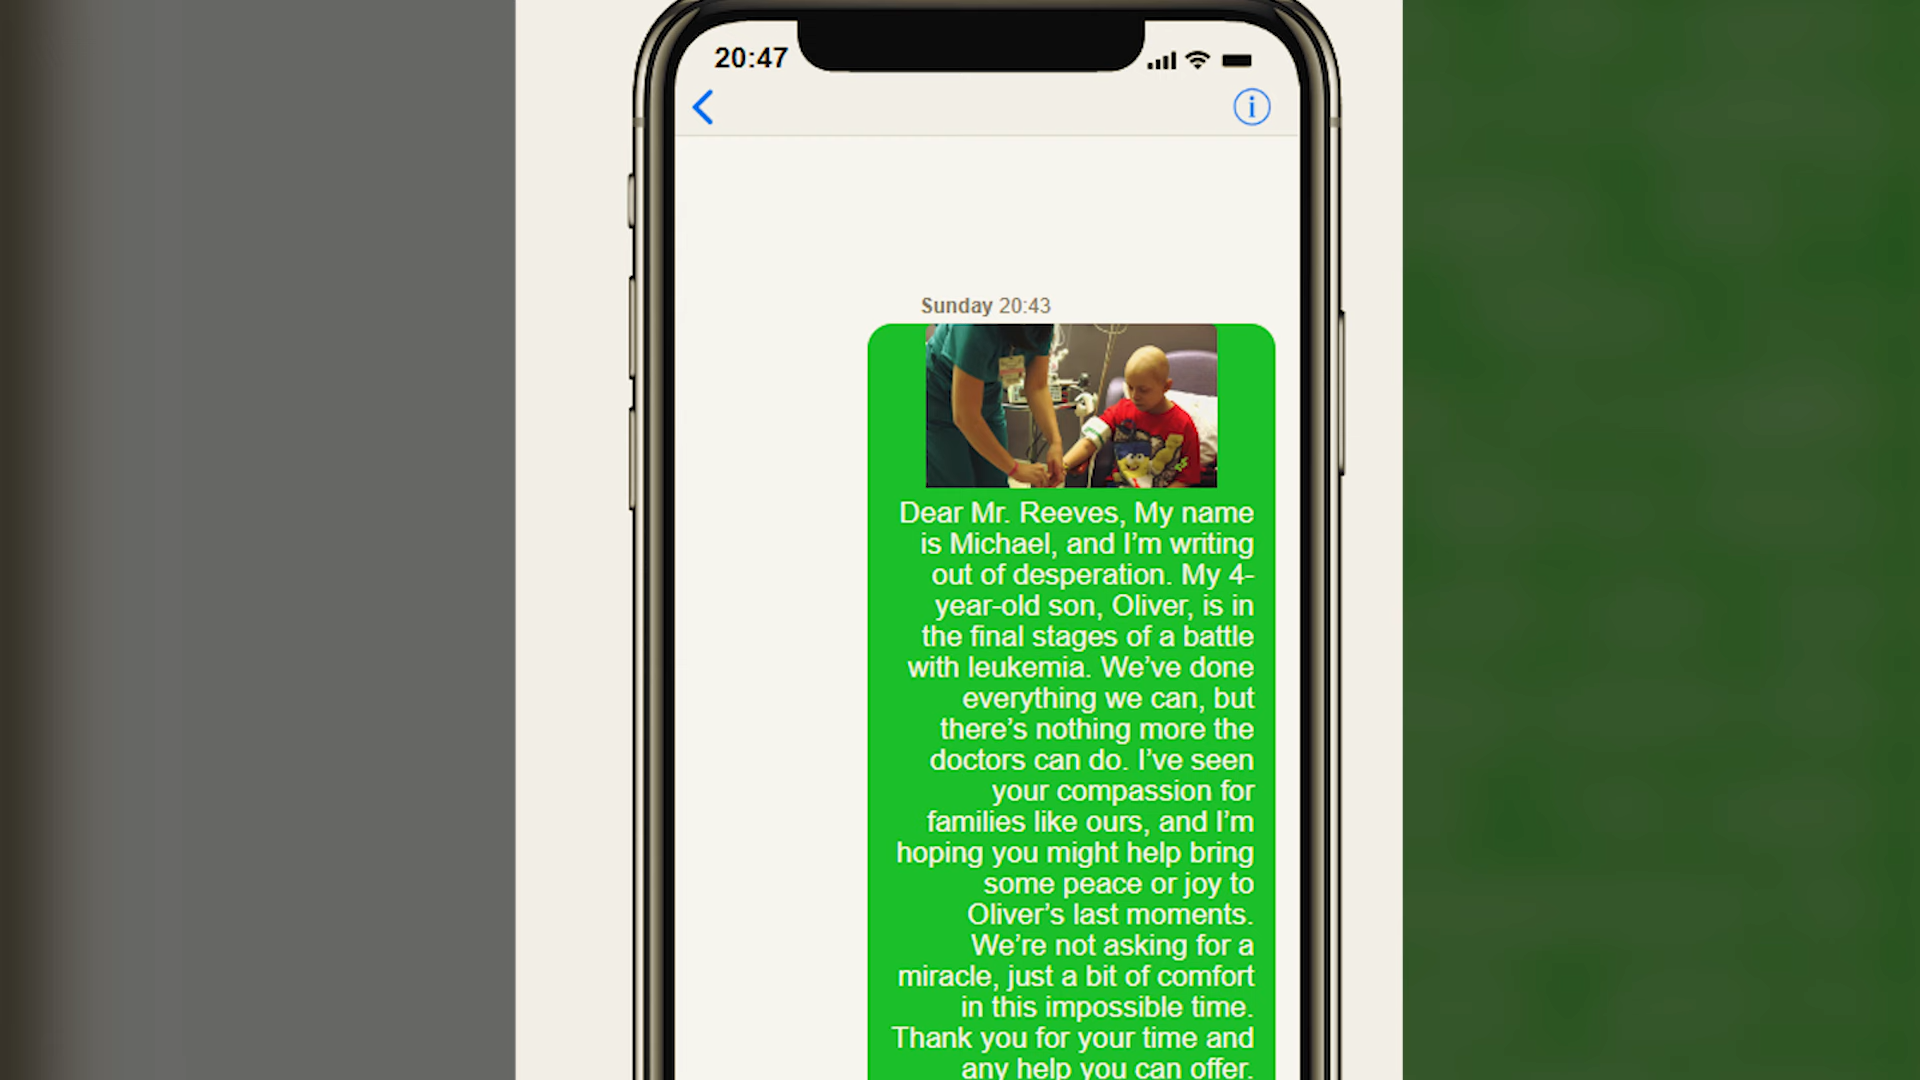 20:47
Sunday 20:43
Dear Mr. Reeves, My name
is Michael, and I’m writing
out of desperation. My 4-
year-old son, Oliver, is in
the final stages of a battle
with leukemia. We’ve done
everything we can, but
there’s nothing more the
doctors can do. I’ve seen
your compassion for
families like ours, and I’m
hoping you might help bring
some peace or joy to
Oliver’s last moments.
We’re not asking for a
miracle, just a bit of comfort
in this impossible time.
Thank you for your time and
any help you can offer.